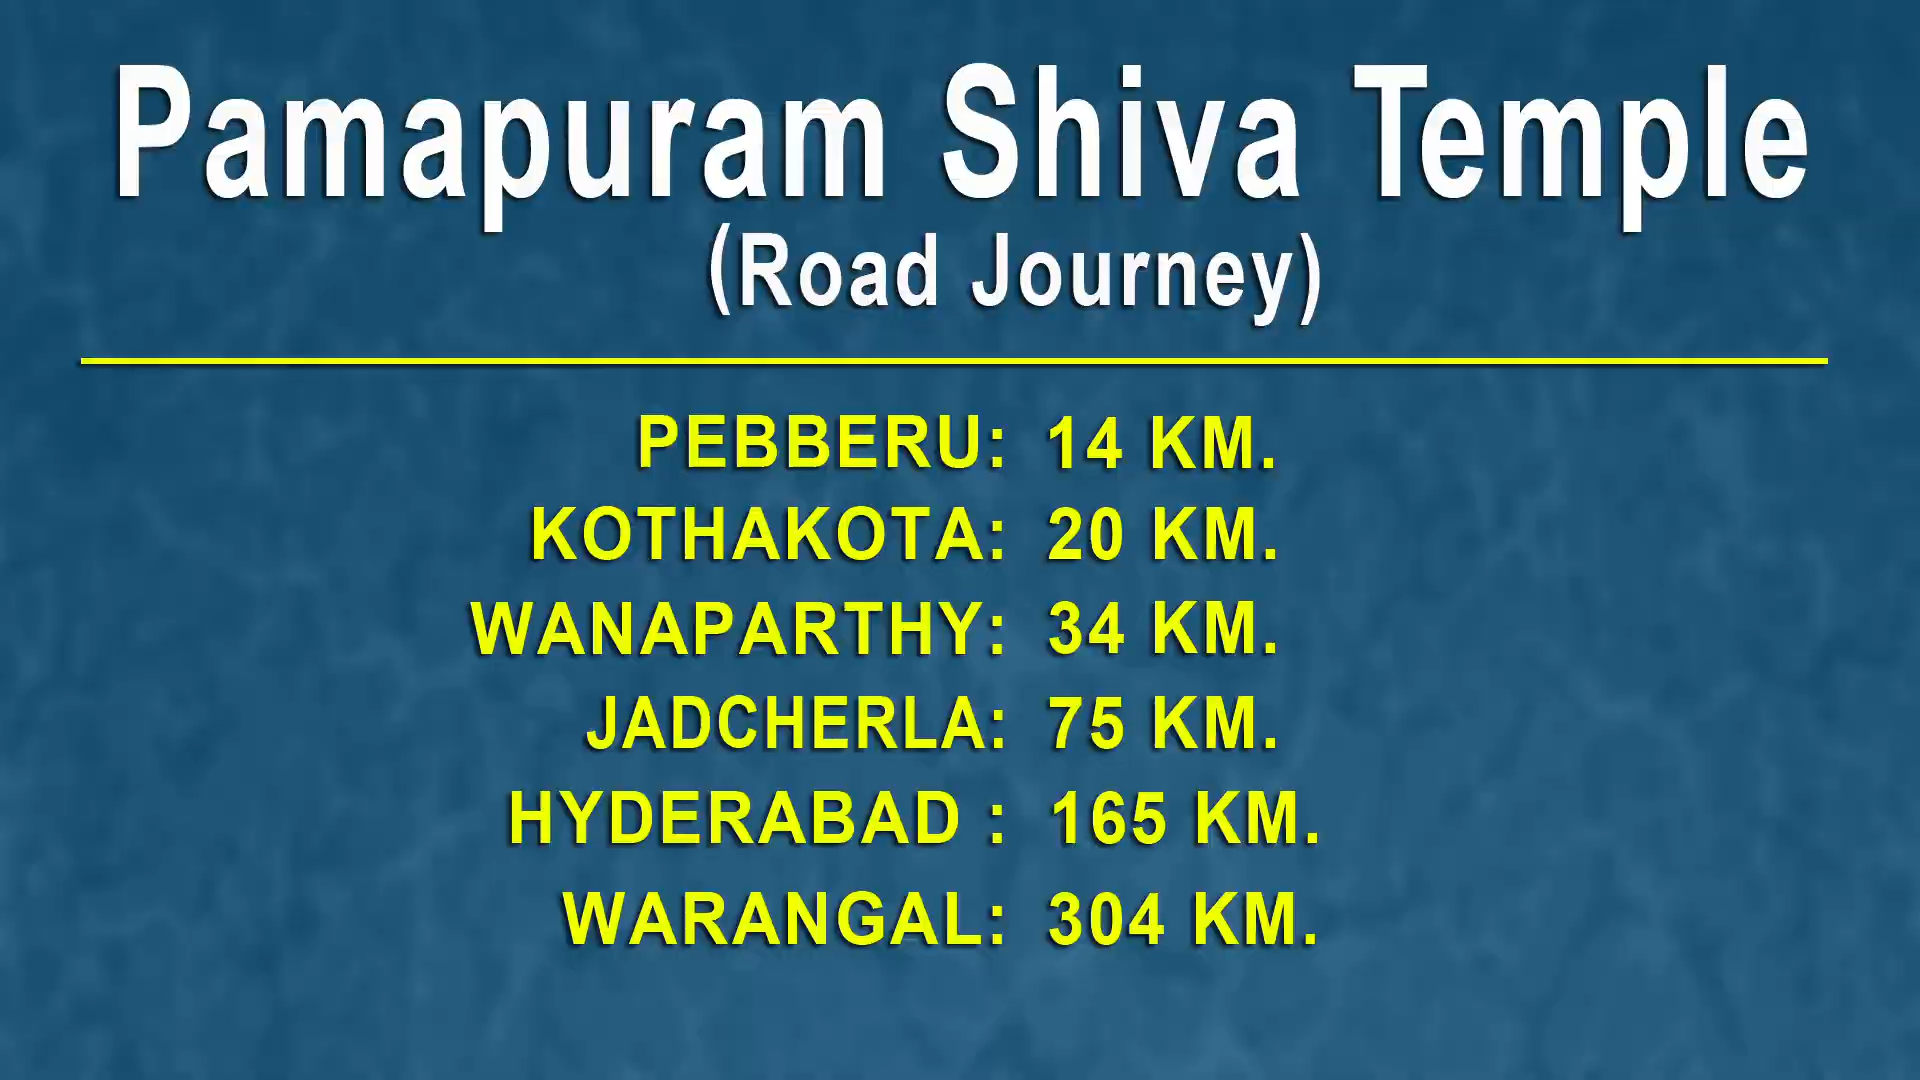 Pamapuram Shiva Temple
(Road Journey)
PEBBERU: 14 KM.
KOTHAKOTA: 20 KM.
WANAPARTHY: 34 KM.
JADCHERLA: 75 KM.
HYDERABAD : 165 KM.
WARANGAL: 304 KM.